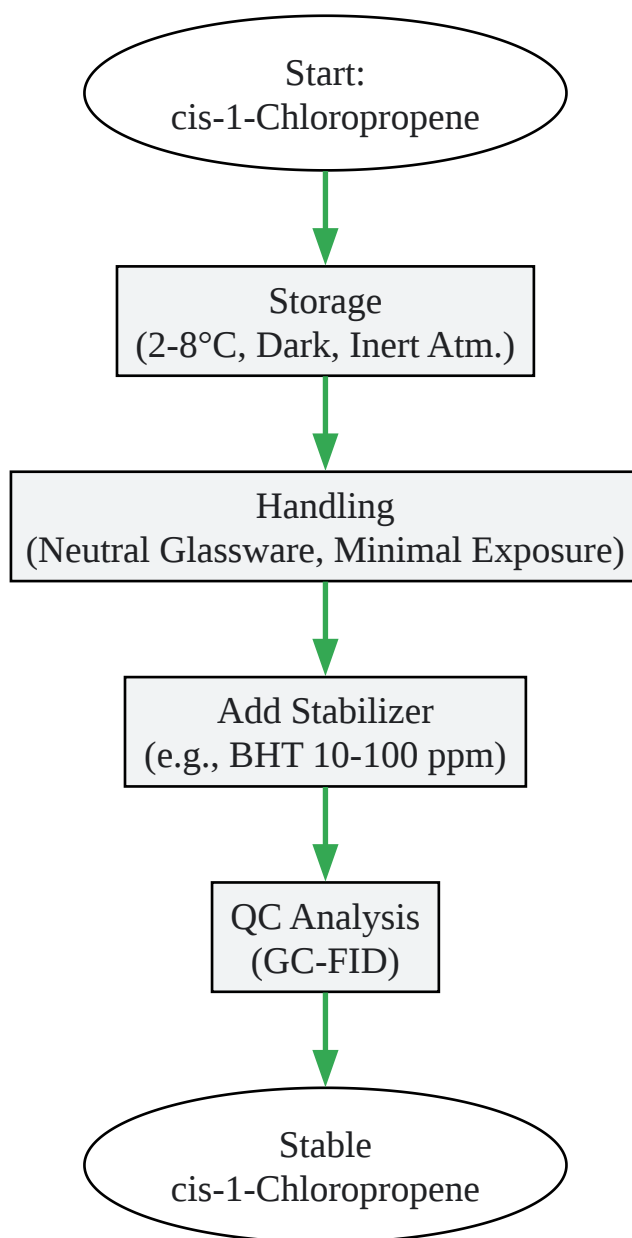 Start:
cis-1-Chloropropene
Storage
(2-8°C, Dark, Inert Atm.)
Handling
(Neutral Glassware, Minimal Exposure)
Add Stabilizer
(e.g., BHT 10-100 ppm)
QC Analysis
(GC-FID)
Stable
cis-1-Chloropropene